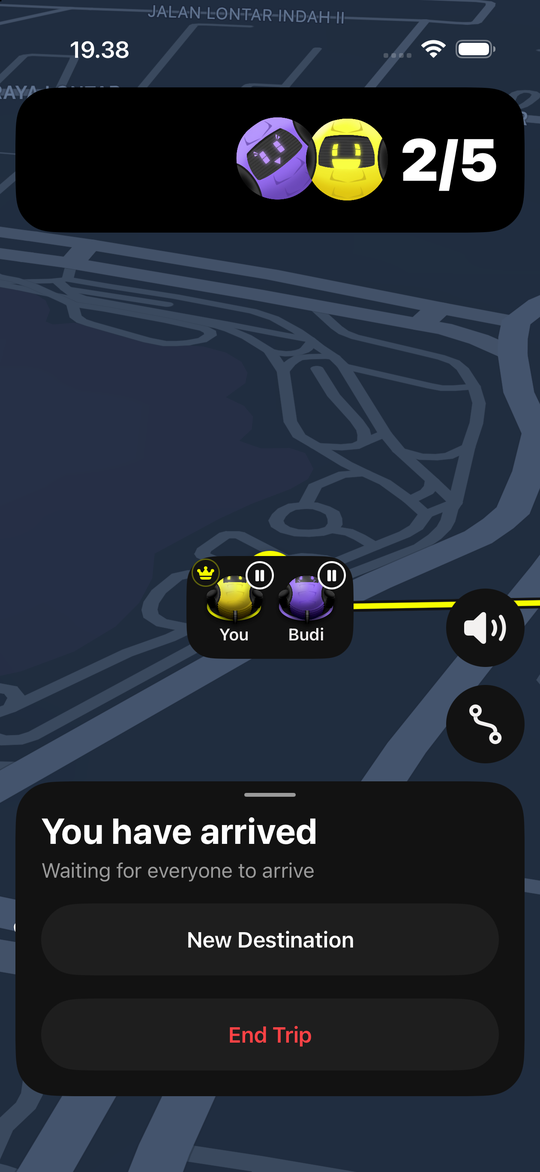 JALAN LONTAR INDAH II
19.38
2/5
You
Budi
You have arrived
Waiting for everyone to arrive
New Destination
End Trip